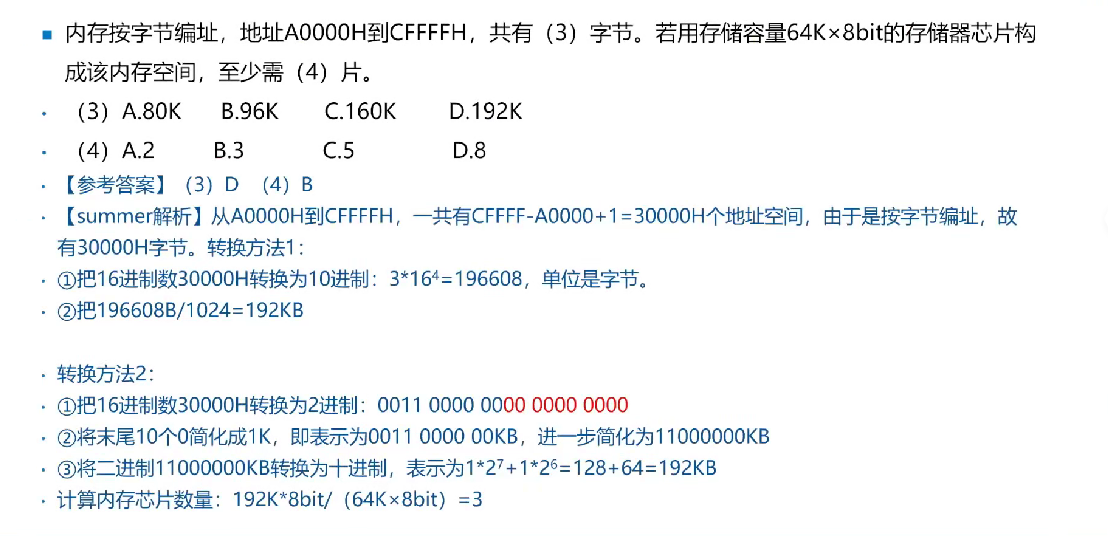 ■ 内存按字节编址，地址A0000H到CFFFFH，共有（3）字节。若用存储容量64K×8bit的存储器芯片构
成该内存空间，至少需（4）片。
• （3）A.80K B.96K C.160K D.192K
• （4）A.2 B.3 C.5 D.8
• 【参考答案】（3）D （4）B
• 【summer解析】从A0000H到CFFFFH，一共有CFFFF-A0000+1=30000H个地址空间，由于是按字节编址，故
有30000H字节。转换方法1：
• ①把16进制数30000H转换为10进制：3*16⁴=196608，单位是字节。
• ②把196608B/1024=192KB
• 转换方法2：
• ①把16进制数30000H转换为2进制：0011 0000 0000 0000 0000
• ②将末尾10个0简化成1K，即表示为0011 0000 00KB，进一步简化为11000000KB
• ③将二进制11000000KB转换为十进制，表示为1*2⁷+1*2⁶=128+64=192KB
• 计算内存芯片数量：192K*8bit/（64K×8bit）=3